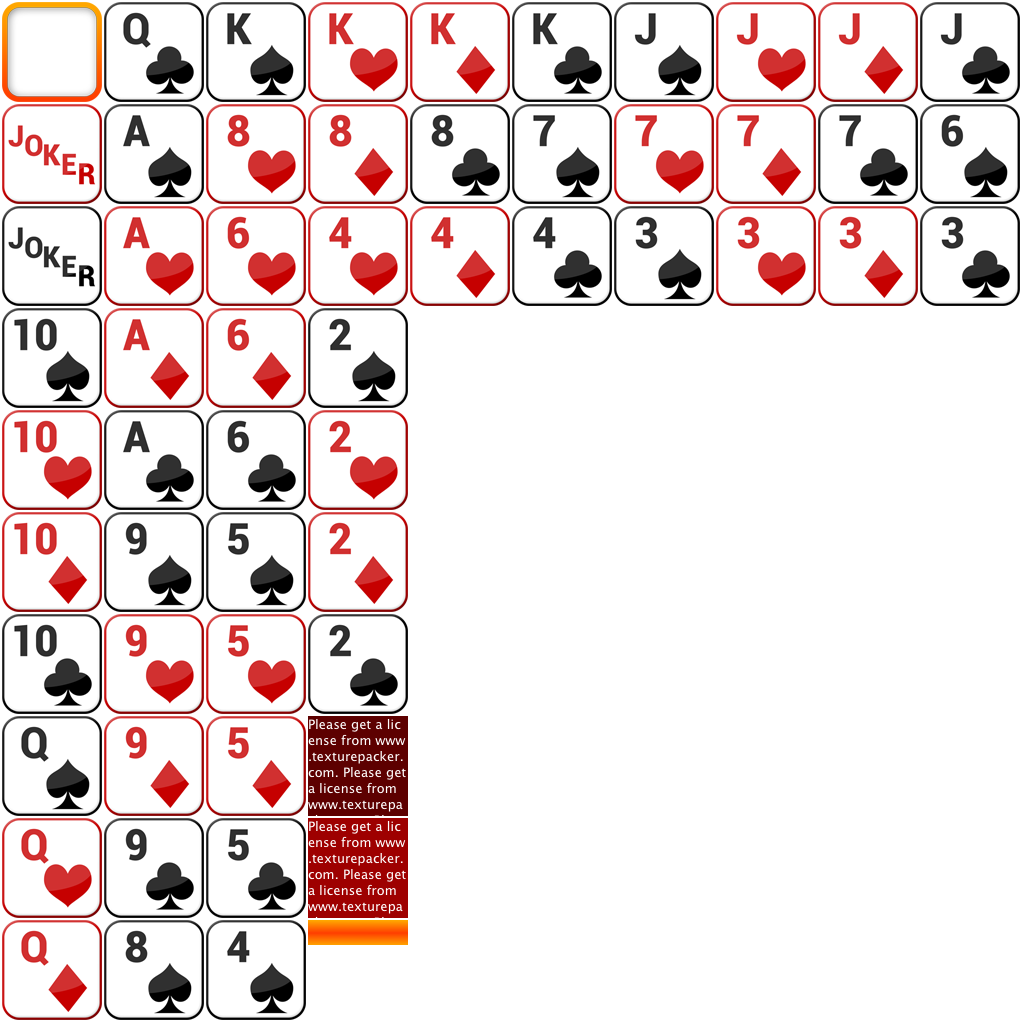 Q K K K K J J J J
JOKER A 8 8 8 7 7 7 7 6
JOKER A 6 4 4 4 3 3 3 3
10 A 6 2
10 A 6 2
10 9 5 2
10 9 5 2
Q 9 5
Please get a lic
ense from www
.texturepacker.
com. Please get
a license from
www.texturepa
Q 9 5
Please get a lic
ense from www
.texturepacker.
com. Please get
a license from
www.texturepa
Q 8 4